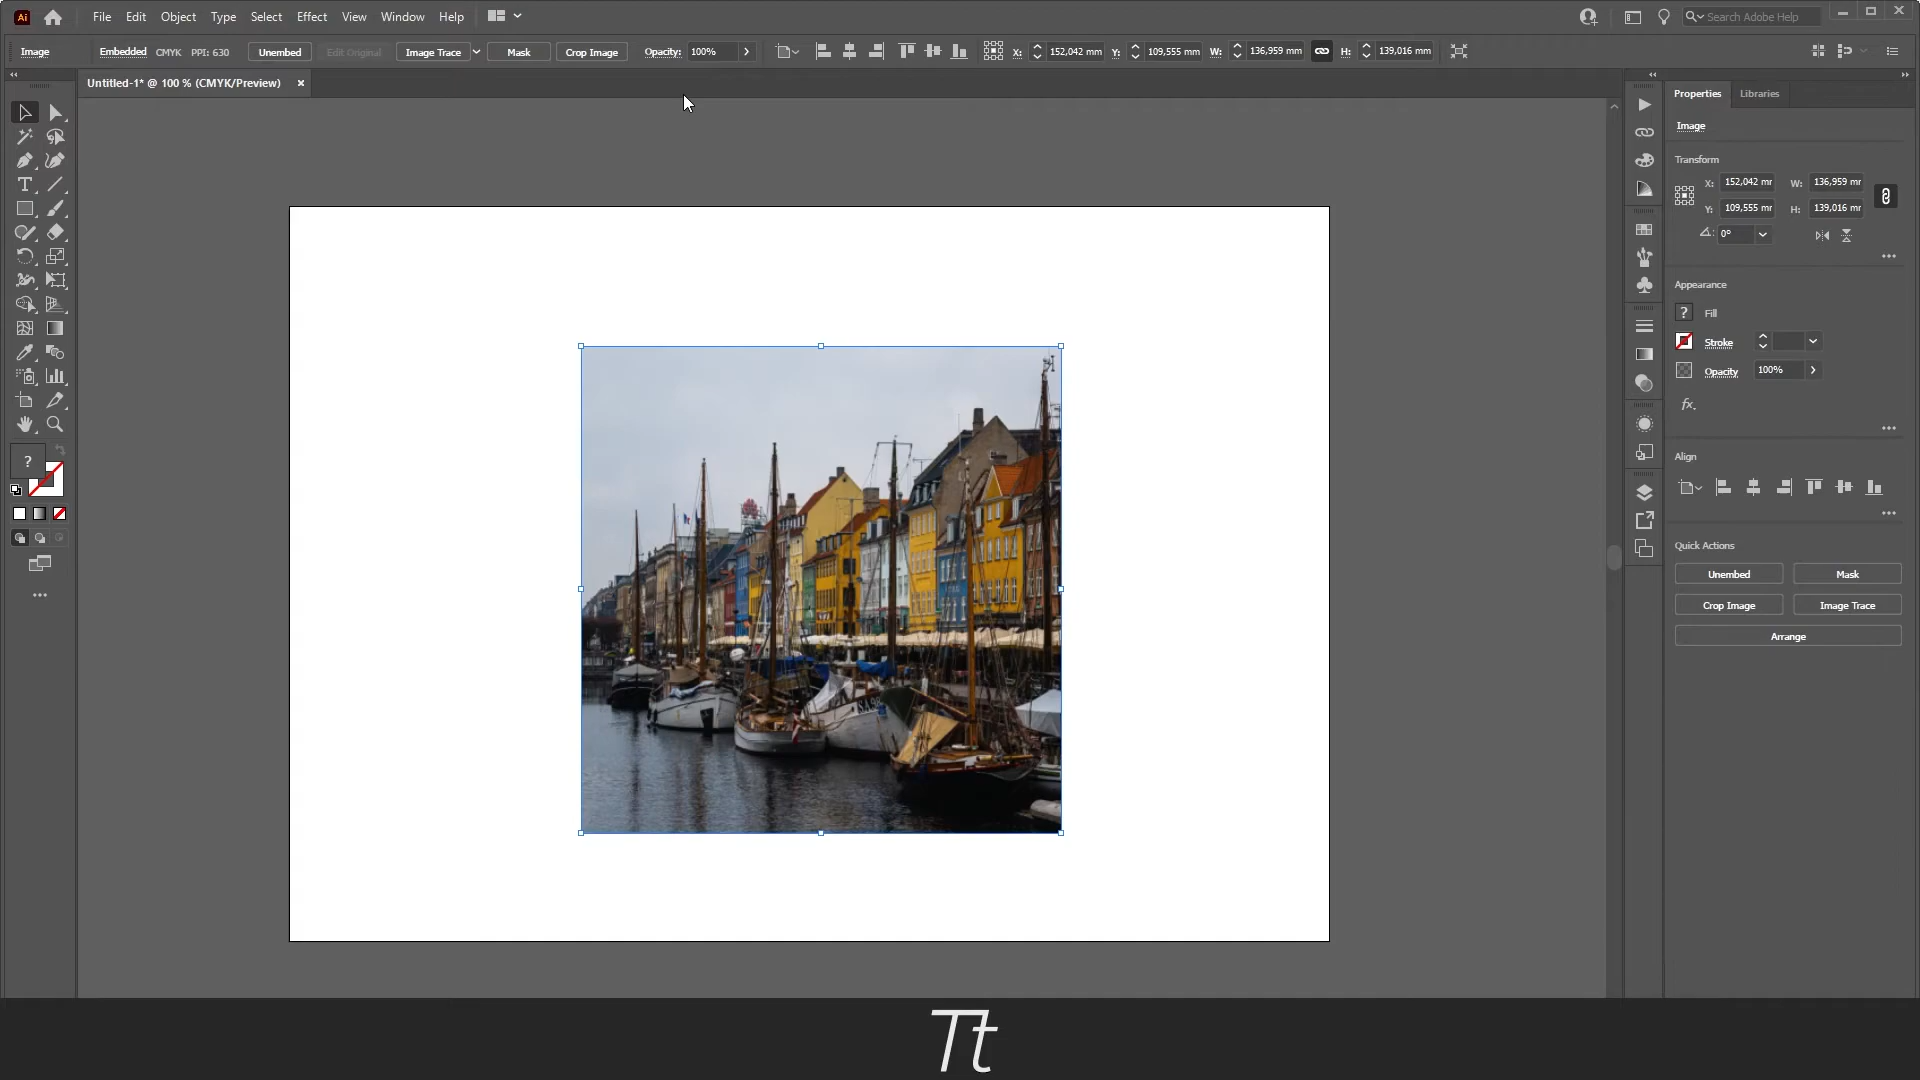 Ai File Edit Object Type Select Effect View Window Help Search Adobe Help
Image Embedded CMYK PPI: 630 Unembed Edit Original Image Trace Mask Crop Image Opacity: 100% X: 152,042 mm Y: 109,555 mm W: 136,959 mm H: 139,016 mm
Untitled-1* @ 100 % (CMYK/Preview)
Properties Libraries
Image
Transform
X: 152,042 mr W: 136,959 mr
Y: 109,555 mr H: 139,016 mr
0°
Appearance
? Fill
Stroke
Opacity 100%
fx.
Align
Quick Actions
Unembed Mask
Crop Image Image Trace
Arrange
?
Tt